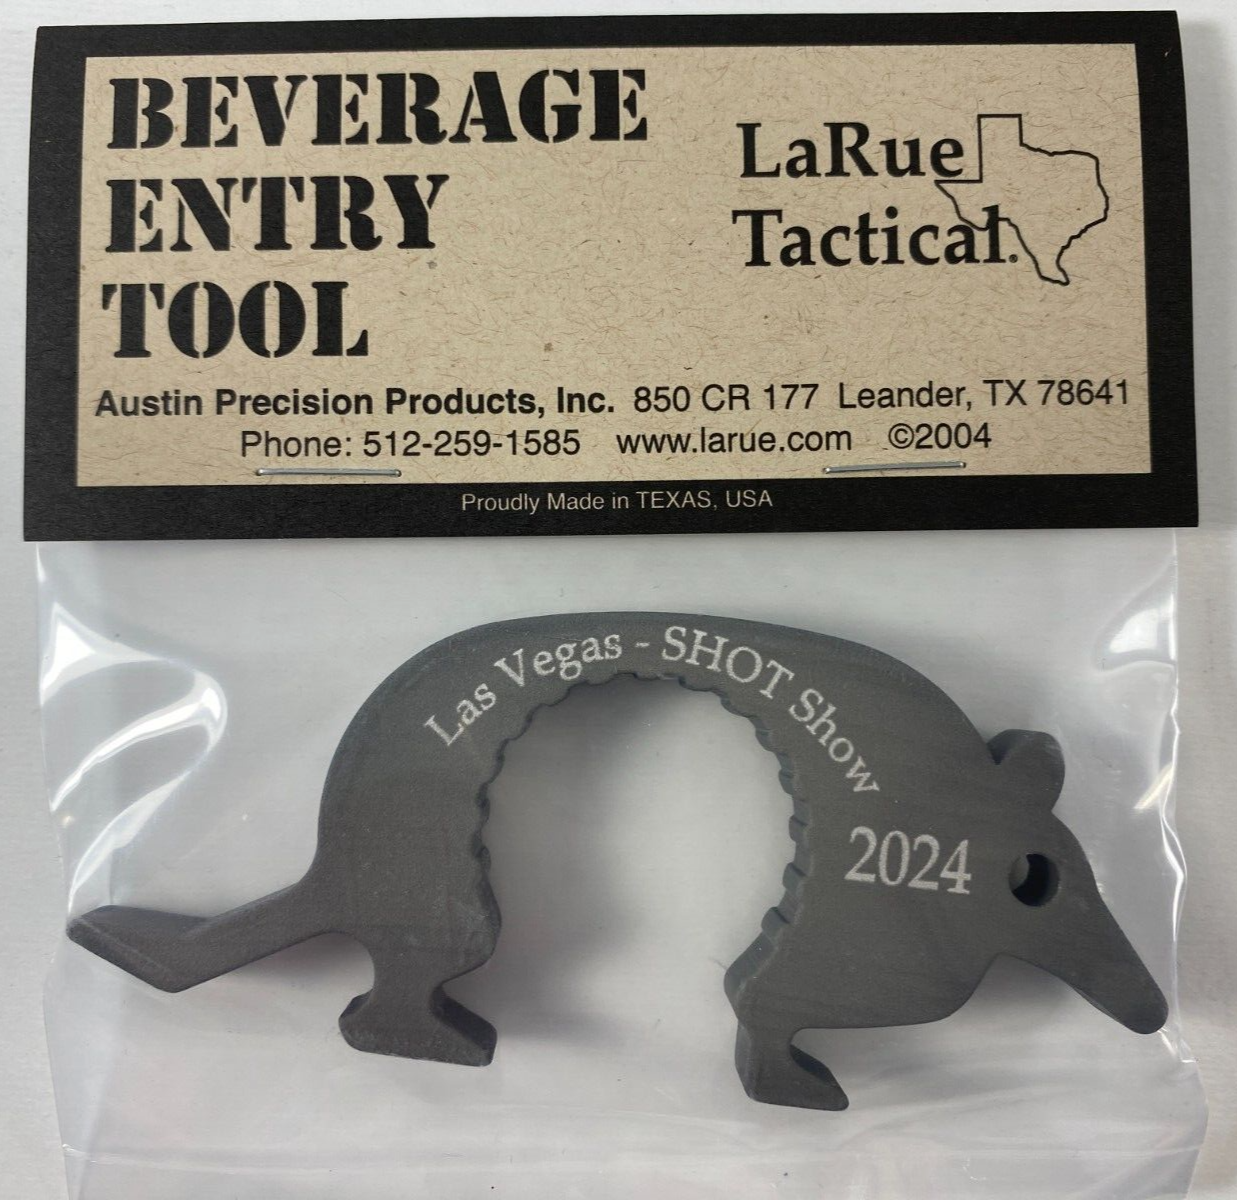 BEVERAGE
ENTRY
TOOL
LaRue
Tactical.
Austin Precision Products, Inc. 850 CR 177 Leander, TX 78641
Phone: 512-259-1585 www.larue.com ©2004
Proudly Made in TEXAS, USA
Las Vegas - SHOT Show
2024